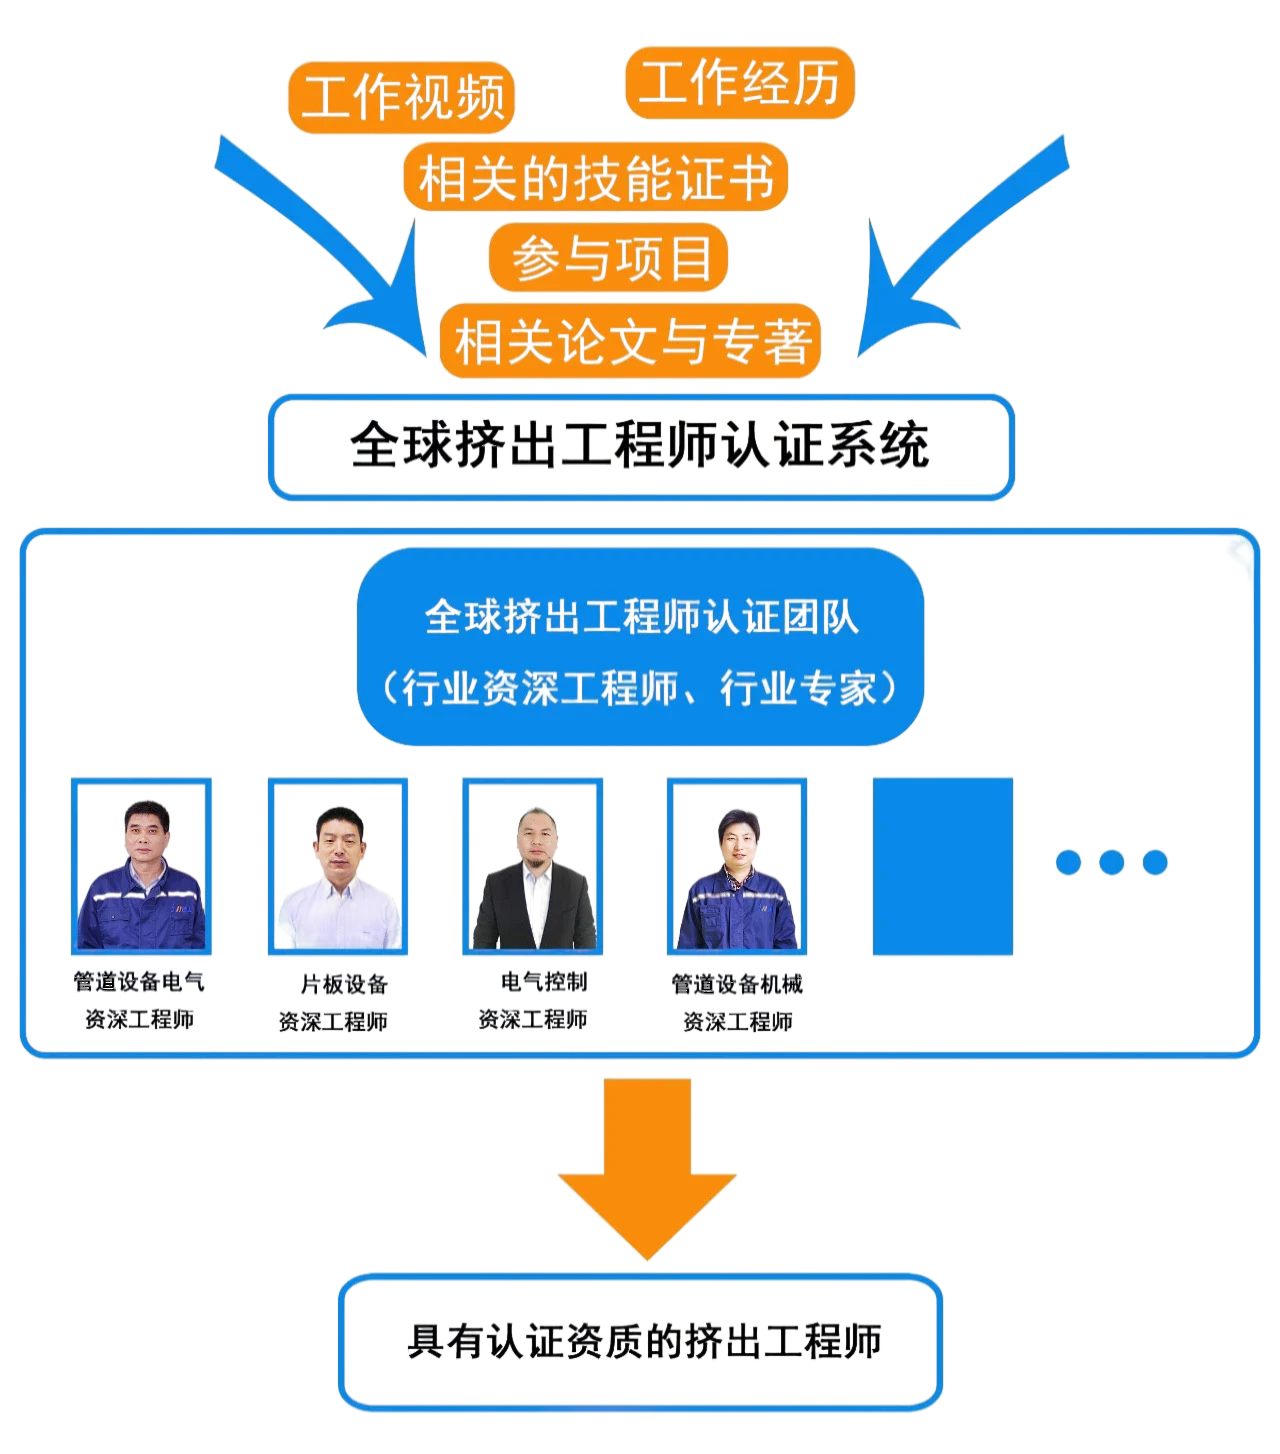 工作视频
工作经历
相关的技能证书
参与项目
相关论文与专著
全球挤出工程师认证系统
全球挤出工程师认证团队
（行业资深工程师、行业专家）
管道设备电气
资深工程师
片板设备
资深工程师
电气控制
资深工程师
管道设备机械
资深工程师
具有认证资质的挤出工程师